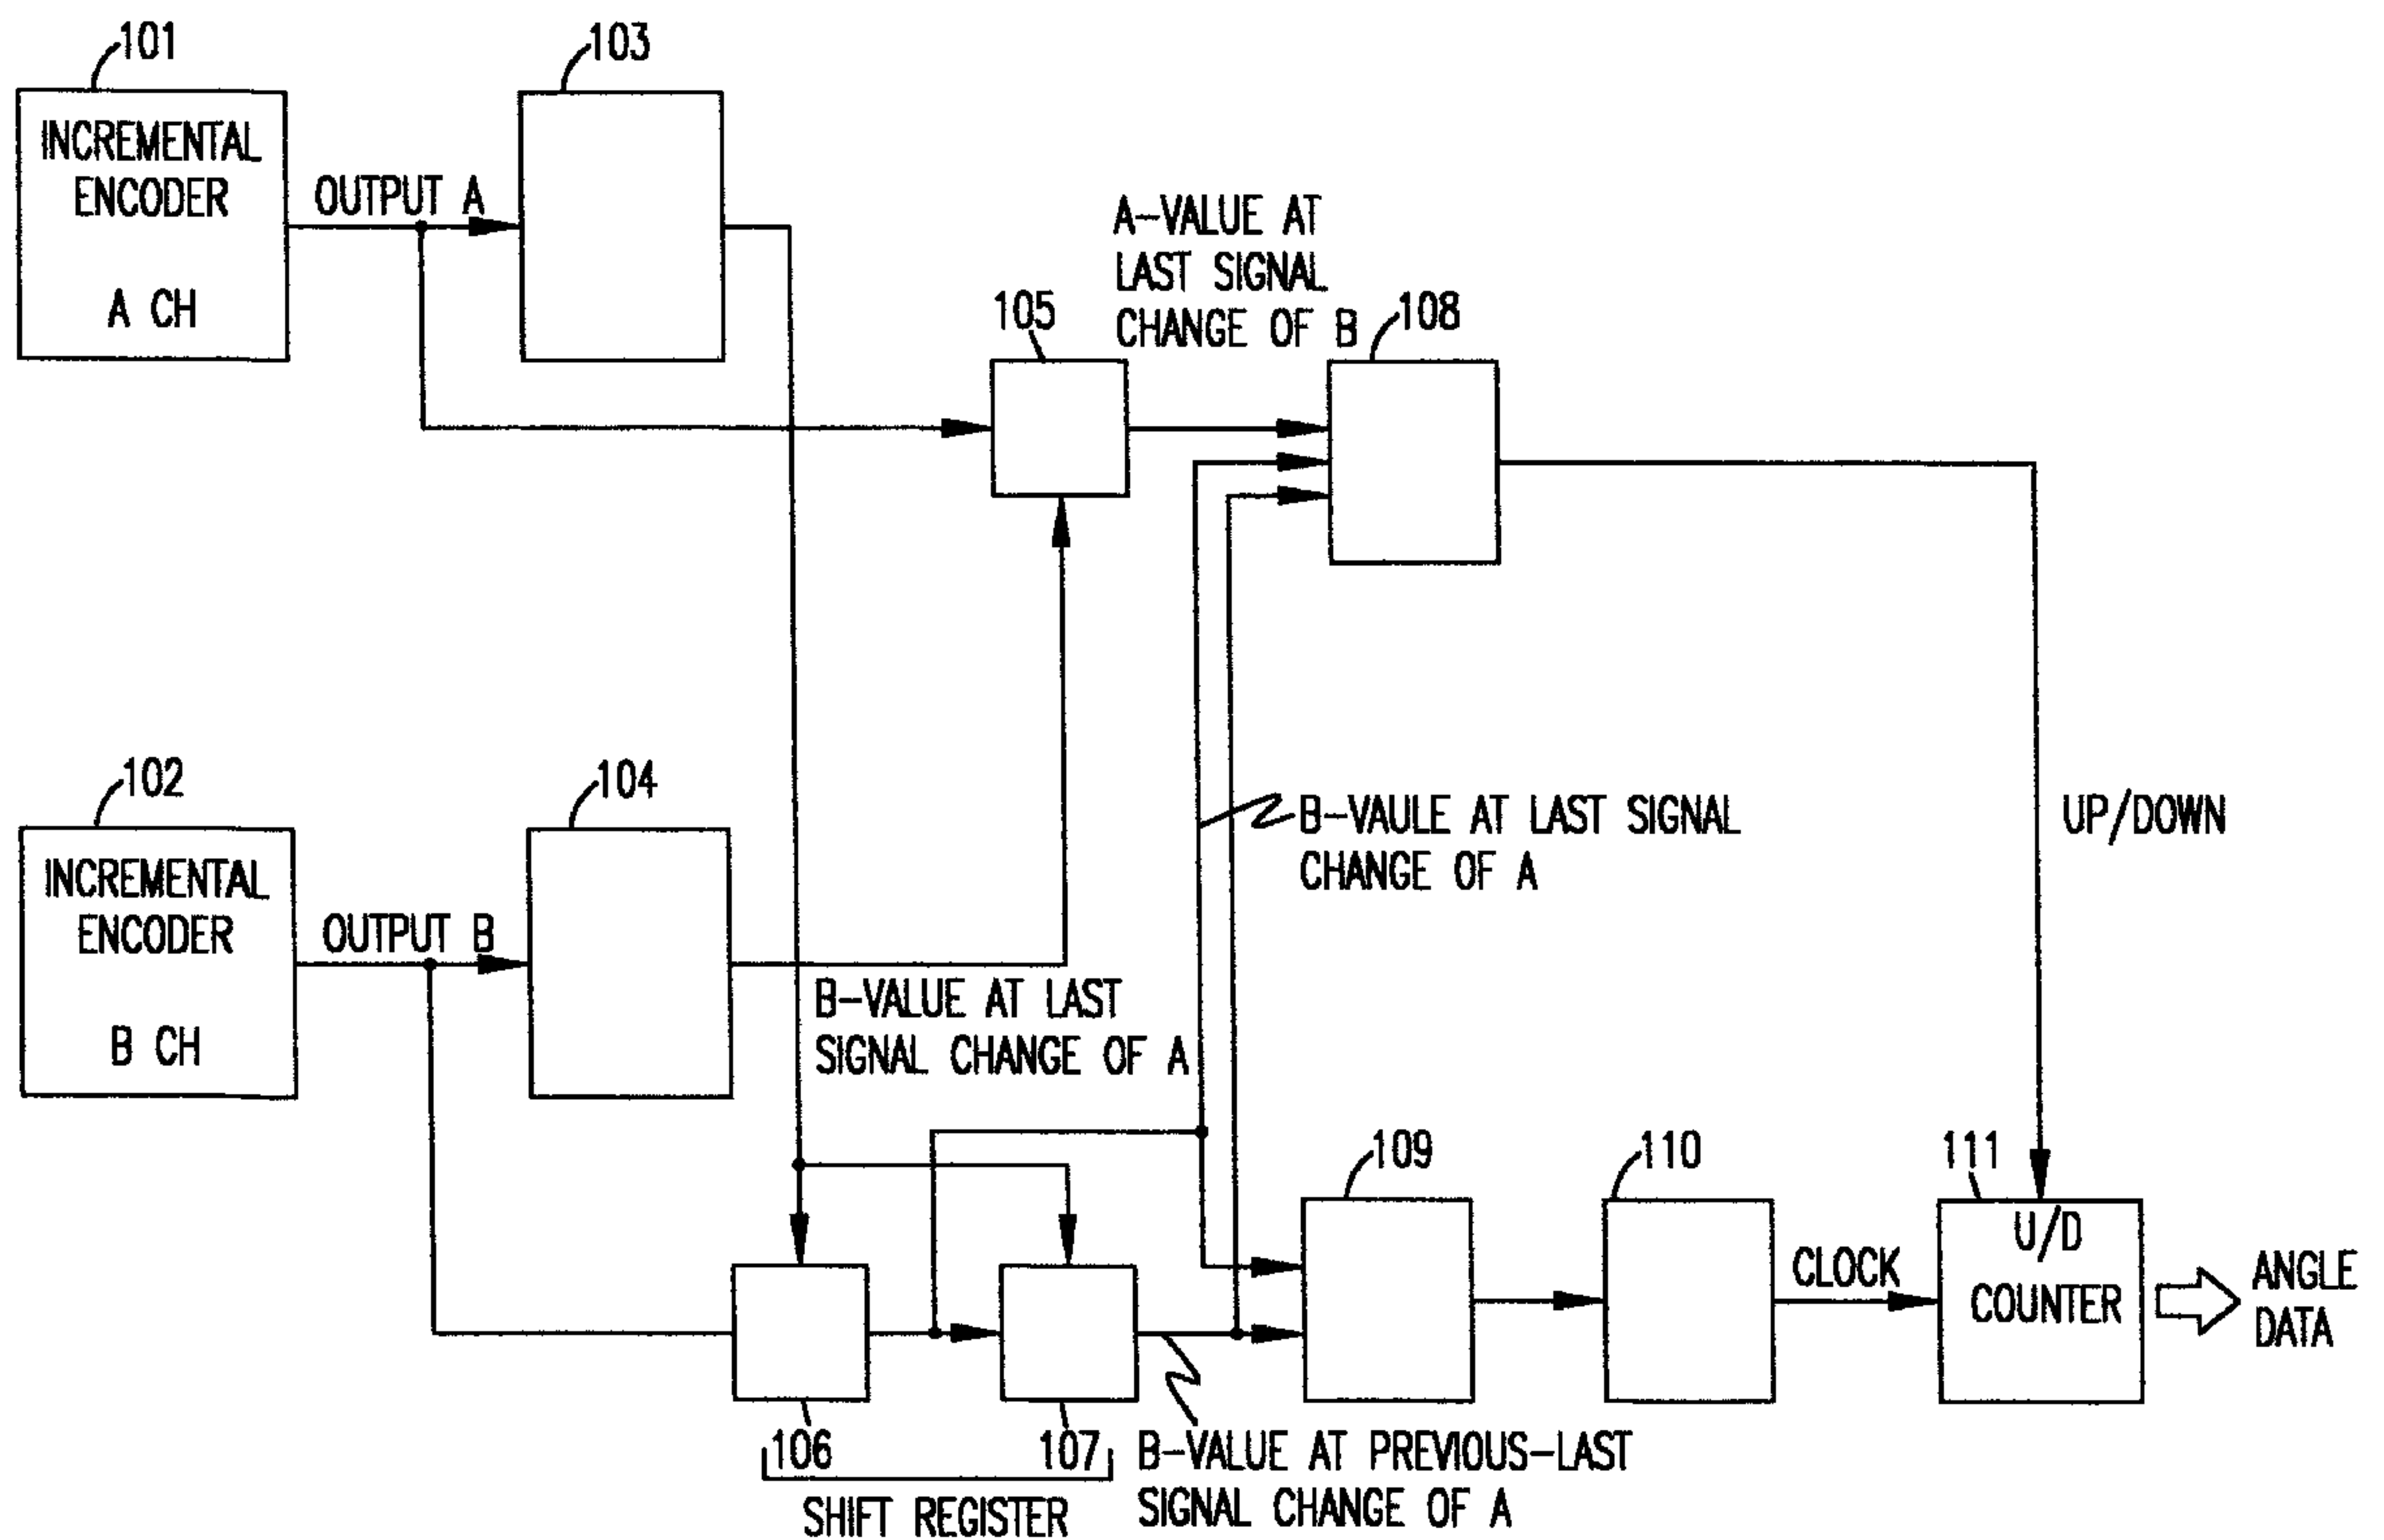 101
INCREMENTAL
ENCODER
A CH
OUTPUT A
103
105
A-VALUE AT
LAST SIGNAL
CHANGE OF B
108
102
INCREMENTAL
ENCODER
B CH
OUTPUT B
104
B-VALUE AT LAST
SIGNAL CHANGE OF A
B-VAULE AT LAST SIGNAL
CHANGE OF A
UP/DOWN
106
107
SHIFT REGISTER
B-VALUE AT PREVIOUS-LAST
SIGNAL CHANGE OF A
109
110
CLOCK
111
U/D
COUNTER
ANGLE
DATA